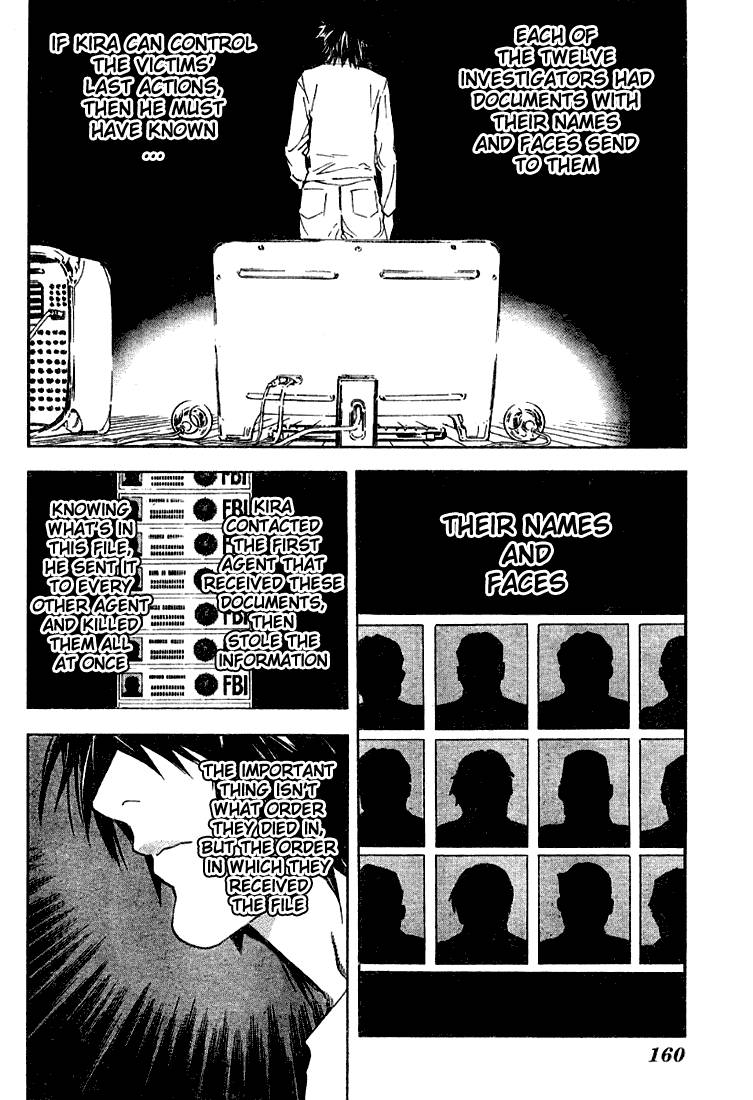 EACH OF
THE TWELVE
INVESTIGATORS HAD
DOCUMENTS WITH
THEIR NAMES
AND FACES SEND
TO THEM
IF KIRA CAN CONTROL
THE VICTIMS'
LAST ACTIONS,
THEN HE MUST
HAVE KNOWN
...
THEIR NAMES
AND
FACES
KIRA
CONTACTED
THE FIRST
AGENT THAT
RECEIVED THESE
DOCUMENTS,
THEN
STOLE THE
INFORMATION
KNOWING
WHAT'S IN
THIS FILE,
HE SENT IT
TO EVERY
OTHER AGENT
AND KILLED
THEM ALL
AT ONCE
FBI
FBI
FBI
THE IMPORTANT
THING ISN'T
WHAT ORDER
THEY DIED IN,
BUT THE ORDER
IN WHICH THEY
RECEIVED
THE FILE
160